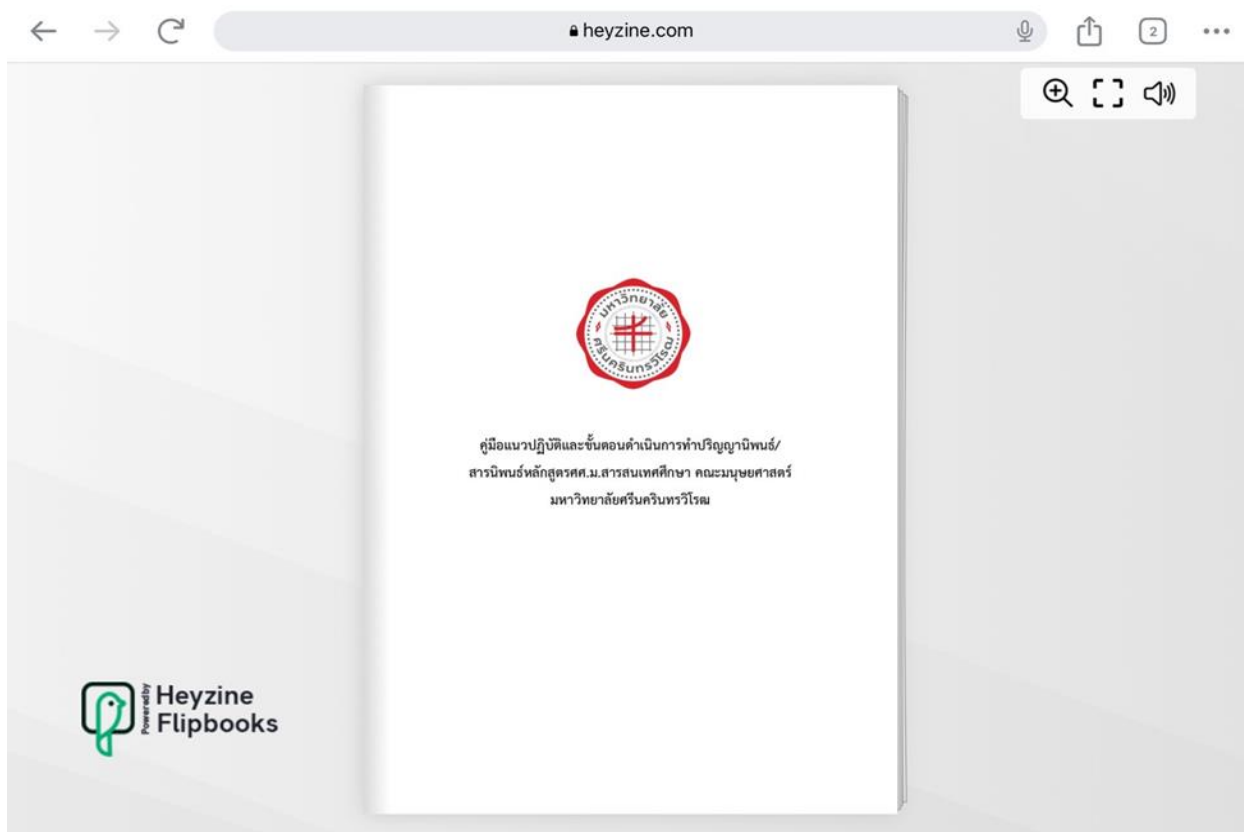 heyzine.com
2
มหาวิทยาลัย
ศรีนครินทรวิโรฒ
คู่มือแนวปฏิบัติและขั้นตอนดำเนินการทำปริญญานิพนธ์/
สารนิพนธ์หลักสูตรศศ.ม.สารสนเทศศึกษา คณะมนุษยศาสตร์
มหาวิทยาลัยศรีนครินทรวิโรฒ
Powered by
Heyzine
Flipbooks